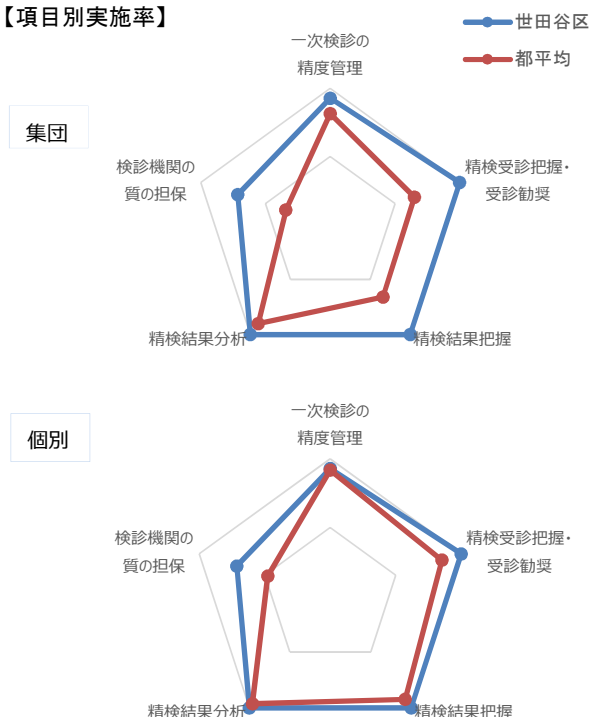 【項目別実施率】
世田谷区
都平均
集団
一次検診の
精度管理
検診機関の
質の担保
精検受診把握・
受診勧奨
精検結果分析
精検結果把握
個別
一次検診の
精度管理
検診機関の
質の担保
精検受診把握・
受診勧奨
精検結果分析
精検結果把握